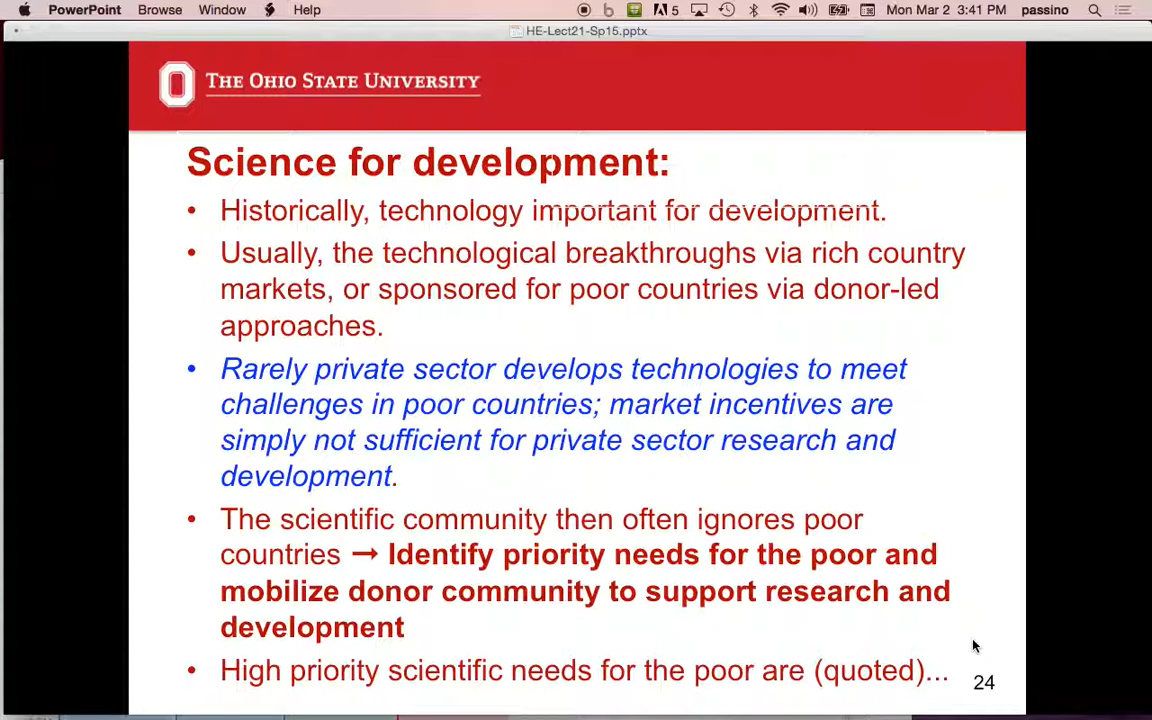 PowerPoint Browse Window Help 5 Mon Mar 2 3:41 PM passino
HE-Lect21-Sp15.pptx
THE OHIO STATE UNIVERSITY
Science for development:
• Historically, technology important for development.
• Usually, the technological breakthroughs via rich country
markets, or sponsored for poor countries via donor-led
approaches.
• Rarely private sector develops technologies to meet
challenges in poor countries; market incentives are
simply not sufficient for private sector research and
development.
• The scientific community then often ignores poor
countries → Identify priority needs for the poor and
mobilize donor community to support research and
development
• High priority scientific needs for the poor are (quoted)...
24